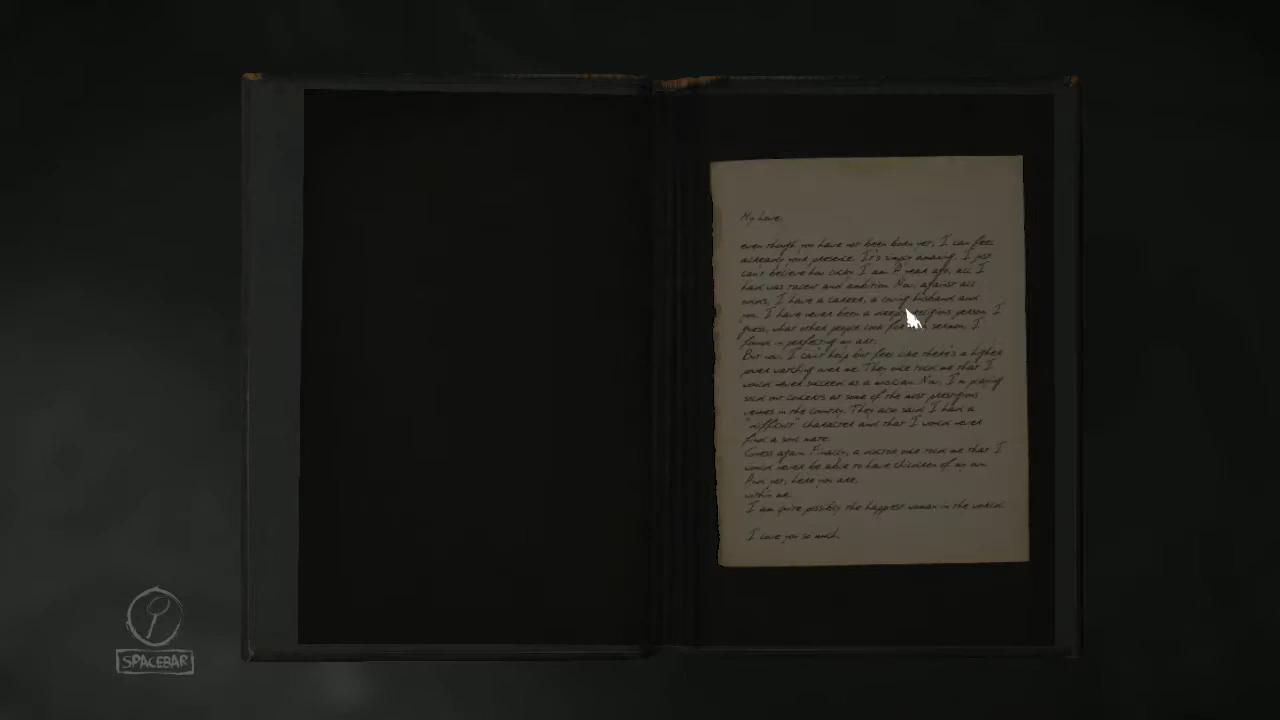 My love,
even though you have not been born yet, I can feel
already your presence. It's simply amazing. I just
can't believe how lucky I am. A year ago, all I
had was talent and ambition. Now, against all
odds, I have a career, a loving husband and
you. I have never been a deep religious person. I
guess, what other people look for sermon, I
found in perfecting my art.
But now, I can't help but feel like there's a higher
power watching over me. They once told me that I
would never succeed as a musician. Now, I'm playing
sold out concerts at some of the most prestigious
venues in the country. They also said I had a
"difficult" character and that I would never
find a soul mate.
Guess again. Finally, a doctor once told me that I
would never be able to have children of my own.
And yet, here you are,
within me.
I am quite possibly the happiest woman in the world.
I love you so much.
SPACEBAR